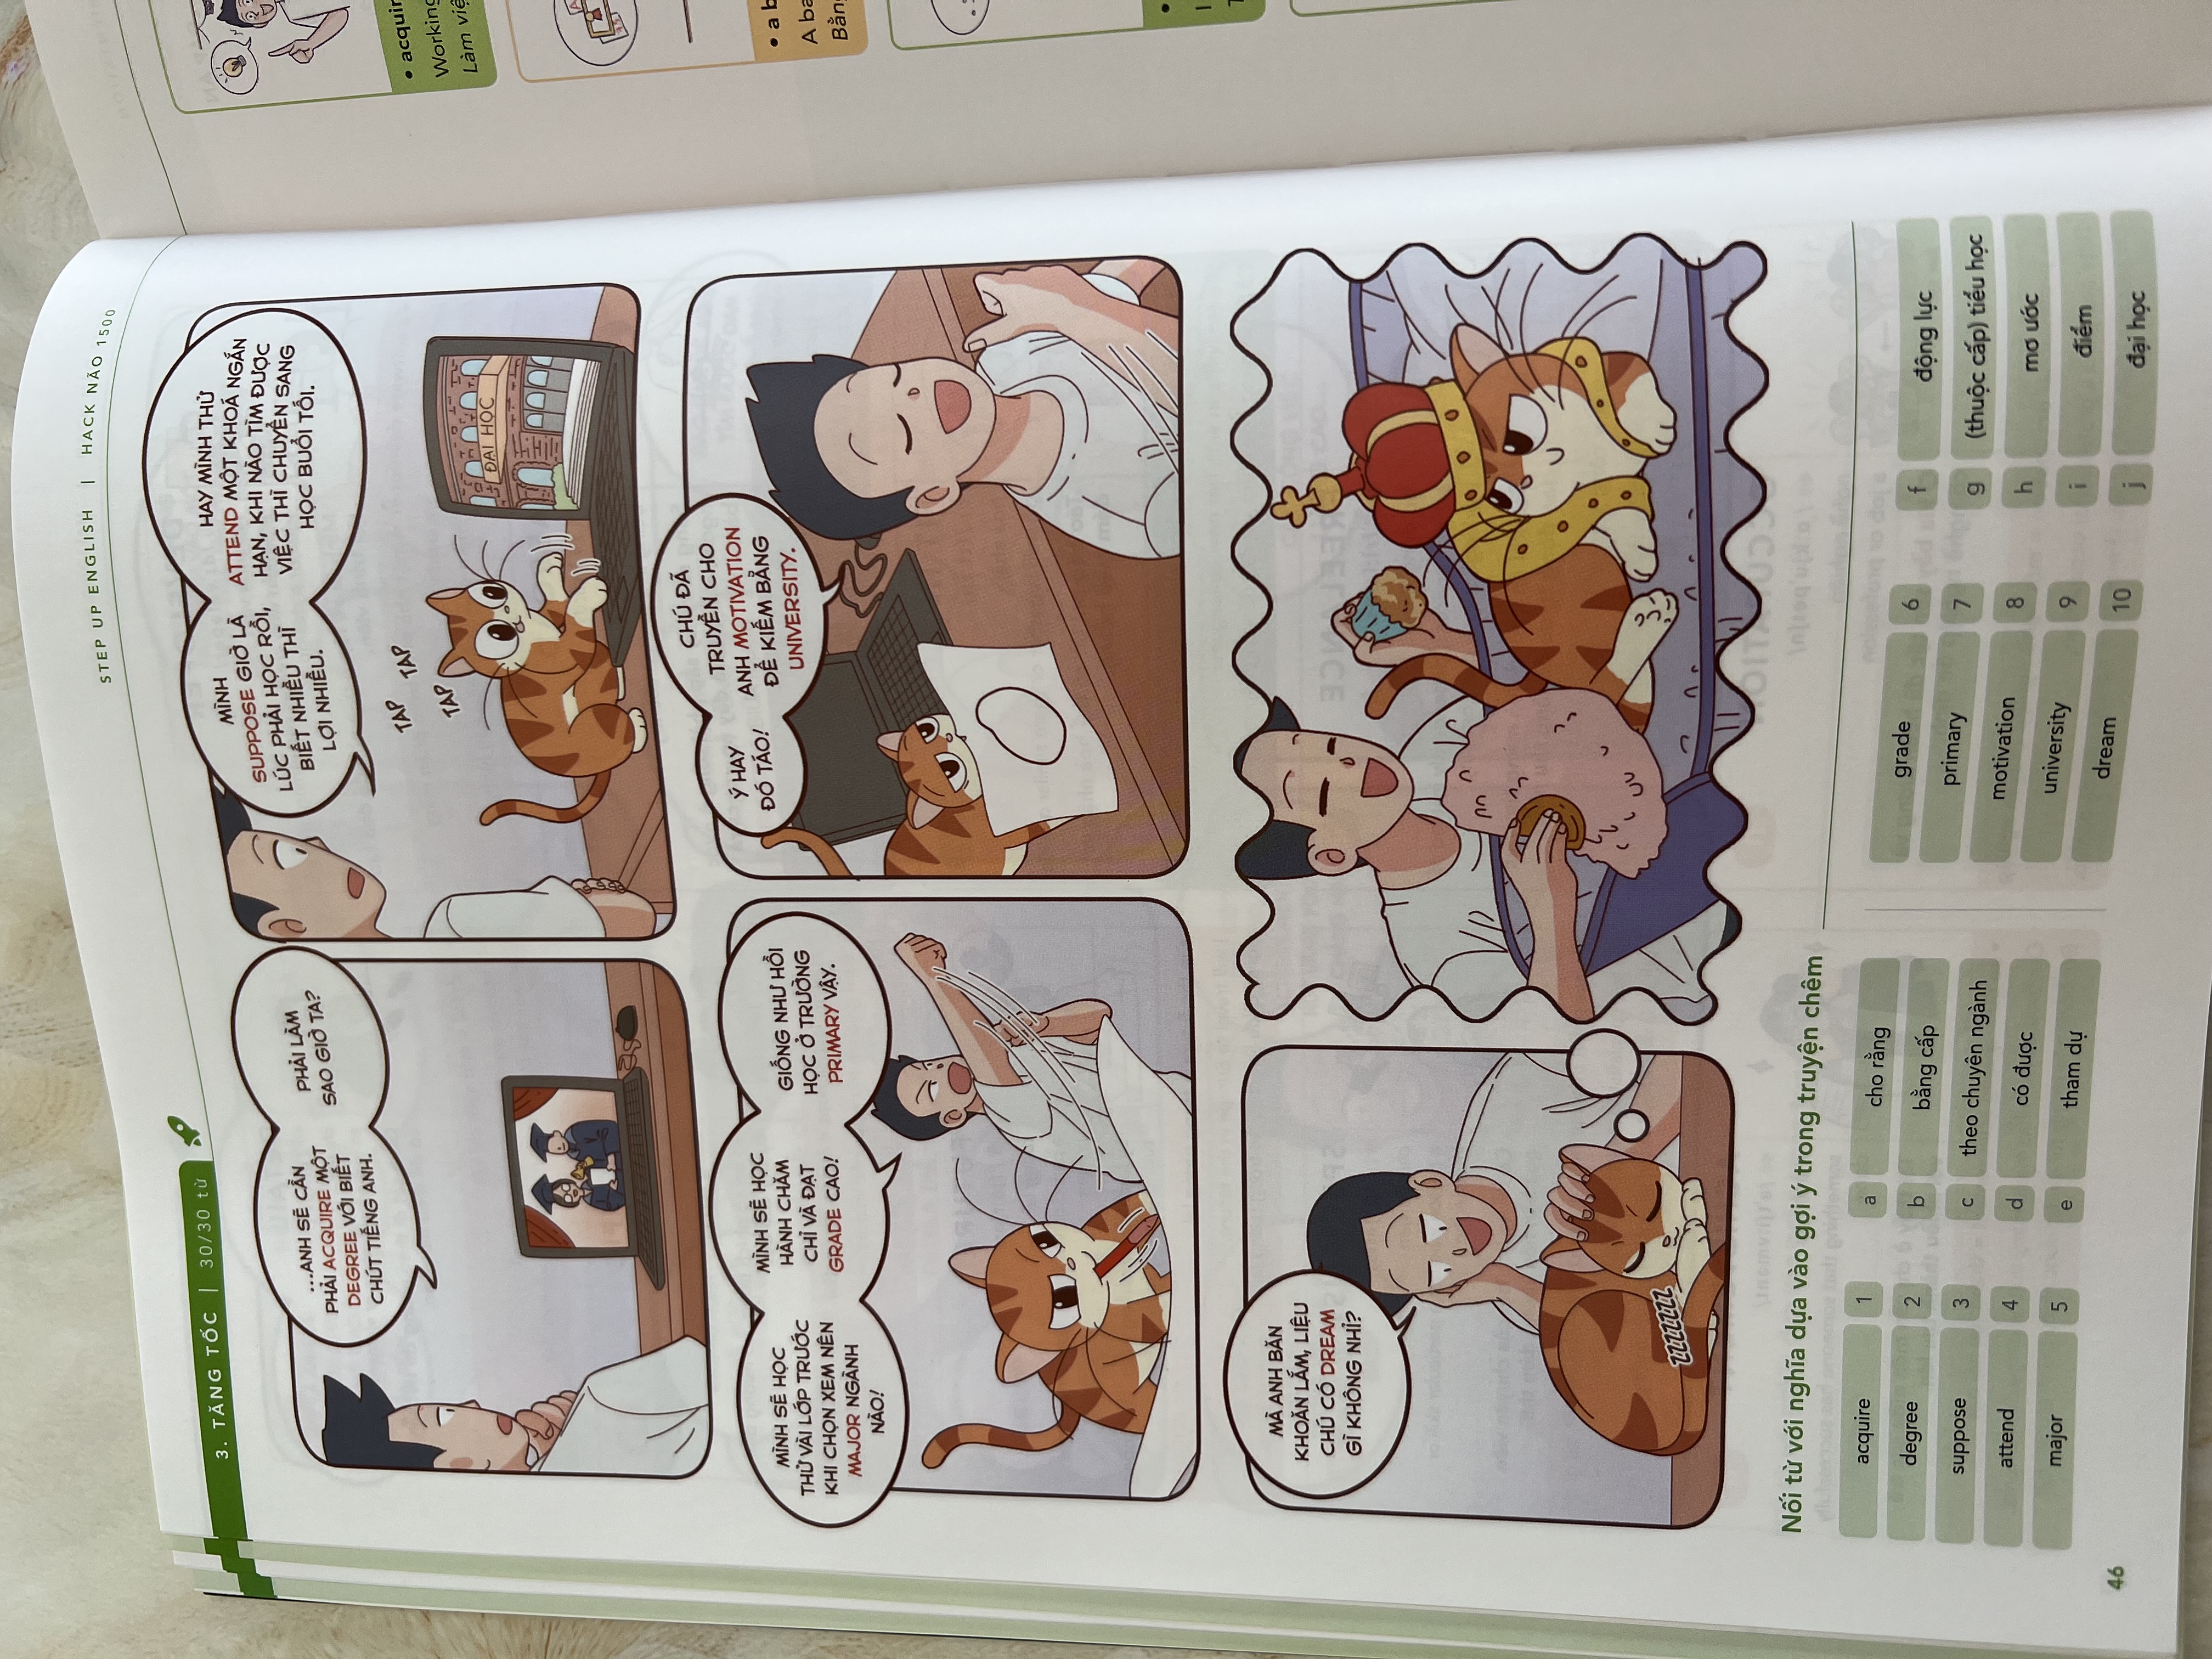 STEP UP ENGLISH | HACK NÃO 1500
3. TĂNG TỐC | 30/30 từ
...ANH SẼ CẦN
PHẢI ACQUIRE MỘT
DEGREE VỚI BIẾT
CHÚT TIẾNG ANH.
PHẢI LÀM
SAO GIỜ TA?
MÌNH
SUPPOSE GIỜ LÀ
LÚC PHẢI HỌC RỒI,
BIẾT NHIỀU THÌ
LỢI NHIỀU.
HAY MÌNH THỬ
ATTEND MỘT KHOÁ NGẮN
HẠN, KHI NÀO TÌM ĐƯỢC
VIỆC THÌ CHUYỂN SANG
HỌC BUỔI TỐI.
TAP
TAP
TAP
ĐẠI HỌC
MÌNH SẼ HỌC
THỬ VÀI LỚP TRƯỚC
KHI CHỌN XEM NÊN
MAJOR NGÀNH
NÀO!
MÌNH SẼ HỌC
HÀNH CHĂM
CHỈ VÀ ĐẠT
GRADE CAO!
GIỐNG NHƯ HỒI
HỌC Ở TRƯỜNG
PRIMARY VẬY.
Ý HAY
ĐÓ TÁO!
CHÚ ĐÃ
TRUYỀN CHO
ANH MOTIVATION
ĐỂ KIẾM BẰNG
UNIVERSITY.
MÀ ANH BĂN
KHOĂN LẮM, LIỆU
CHÚ CÓ DREAM
GÌ KHÔNG NHỈ?
ZZZZZZZ
Nối từ với nghĩa dựa vào gợi ý trong truyện chêm
acquire 1 a cho rằng
degree 2 b bằng cấp
suppose 3 c theo chuyên ngành
attend 4 d có được
major 5 e tham dự
grade 6 f động lực
primary 7 g (thuộc cấp) tiểu học
motivation 8 h mơ ước
university 9 i điểm
dream 10 j đại học
46
• acquir
Working
Làm việ
• a b
A ba
Bằng